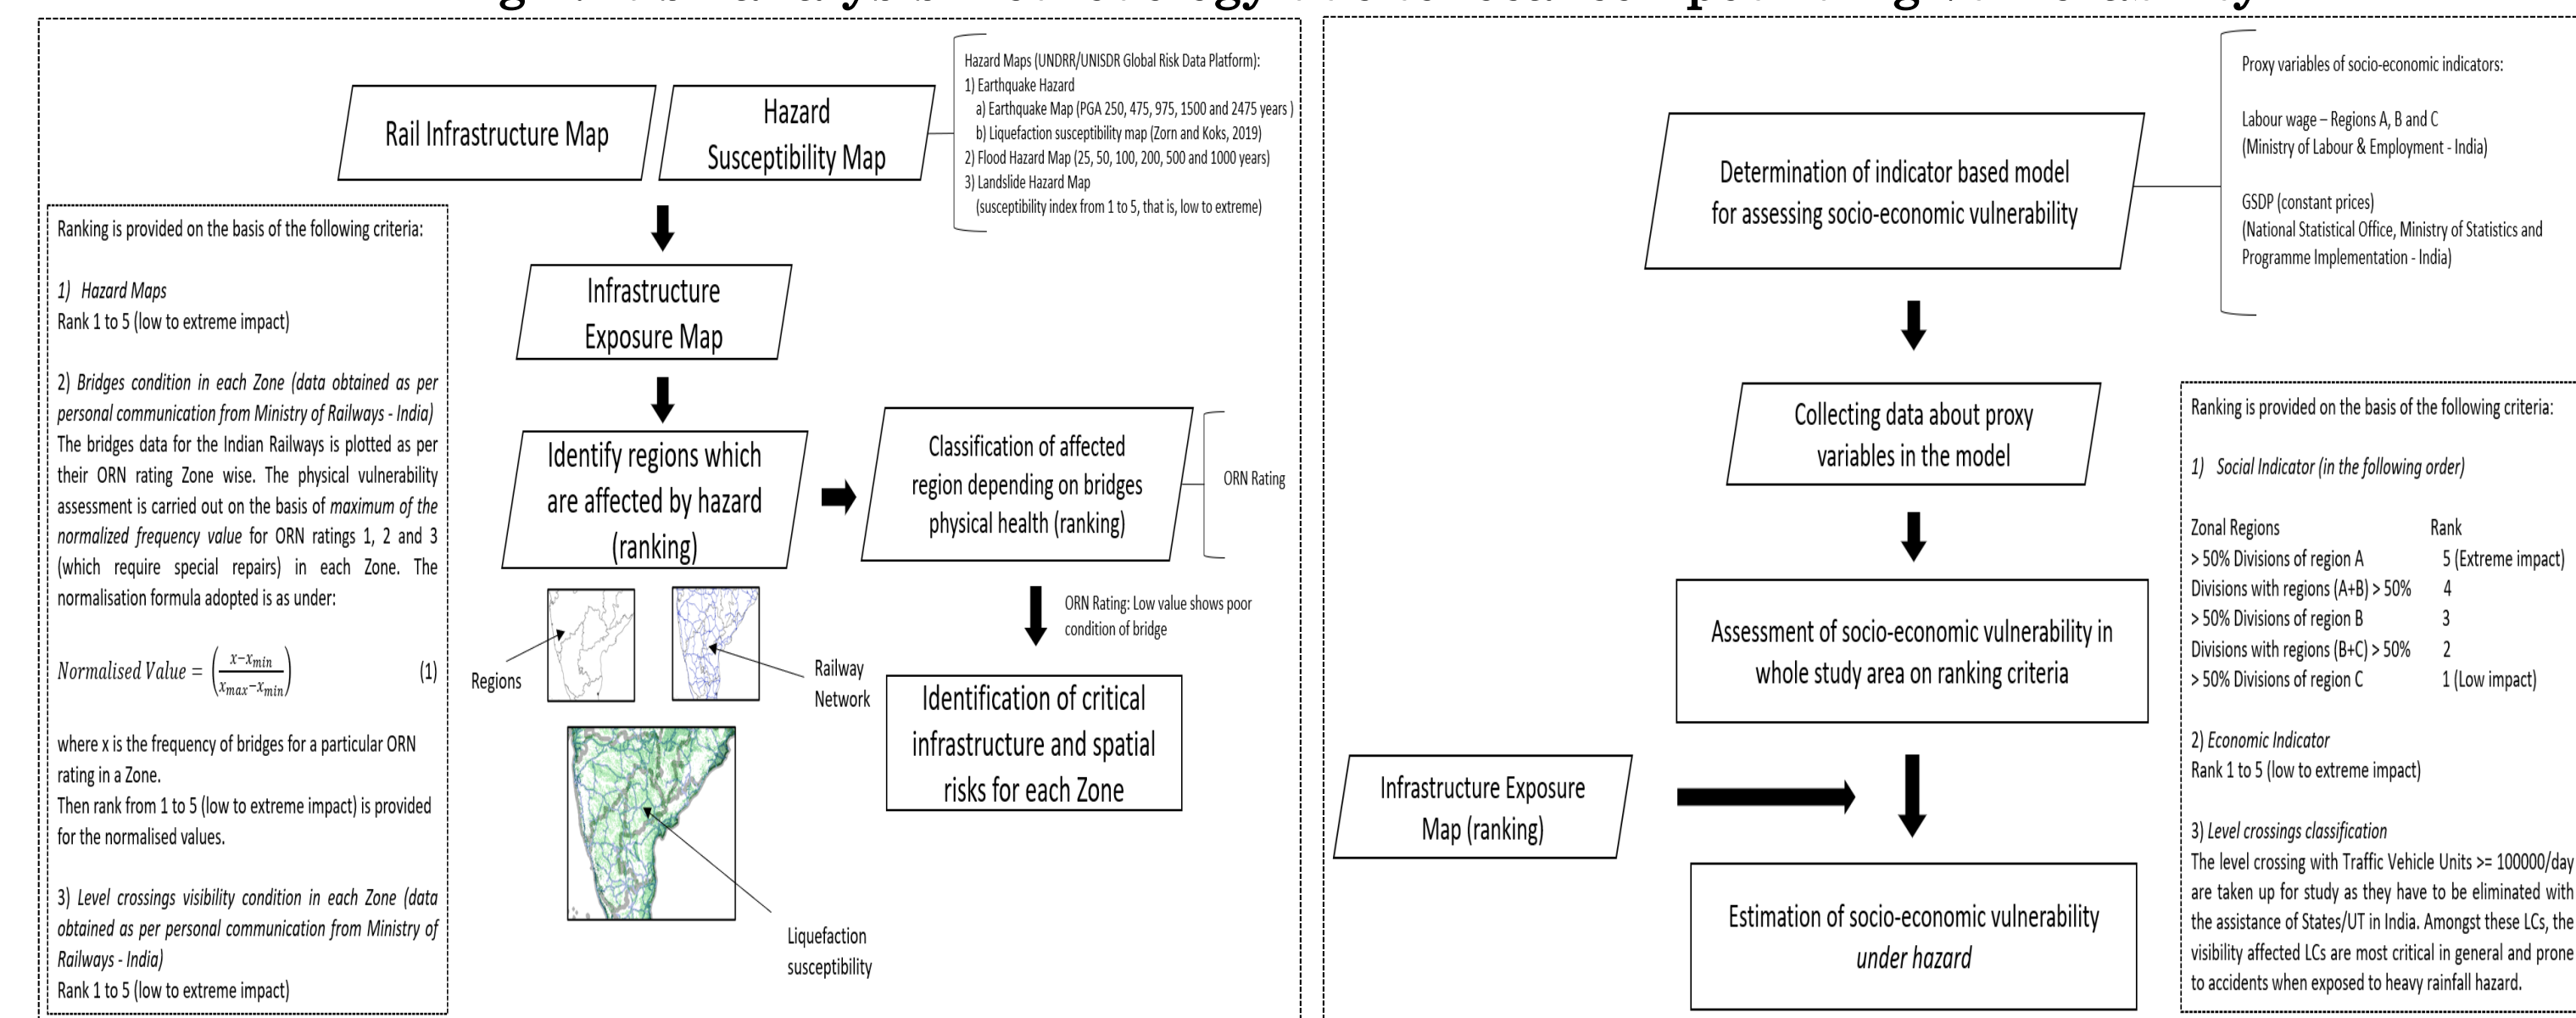 Rail Infrastructure Map
Hazard
Susceptibility Map
Hazard Maps (UNDRR/UNISDR Global Risk Data Platform):
1) Earthquake Hazard
a) Earthquake Map (PGA 250, 475, 975, 1500 and 2475 years )
b) Liquefaction susceptibility map (Zorn and Koks, 2019)
2) Flood Hazard Map (25, 50, 100, 200, 500 and 1000 years)
3) Landslide Hazard Map
(susceptibility index from 1 to 5, that is, low to extreme)
Ranking is provided on the basis of the following criteria:
1) Hazard Maps
Rank 1 to 5 (low to extreme impact)
2) Bridges condition in each Zone (data obtained as per
personal communication from Ministry of Railways - India)
The bridges data for the Indian Railways is plotted as per
their ORN rating Zone wise. The physical vulnerability
assessment is carried out on the basis of maximum of the
normalized frequency value for ORN ratings 1, 2 and 3
(which require special repairs) in each Zone. The
normalisation formula adopted is as under:
Normalised Value = ( x−x_min / x_max−x_min ) (1)
where x is the frequency of bridges for a particular ORN
rating in a Zone.
Then rank from 1 to 5 (low to extreme impact) is provided
for the normalised values.
3) Level crossings visibility condition in each Zone (data
obtained as per personal communication from Ministry of
Railways - India)
Rank 1 to 5 (low to extreme impact)
Infrastructure
Exposure Map
Identify regions which
are affected by hazard
(ranking)
Classification of affected
region depending on bridges
physical health (ranking)
ORN Rating
ORN Rating: Low value shows poor
condition of bridge
Regions
Railway
Network
Identification of critical
infrastructure and spatial
risks for each Zone
Liquefaction
susceptibility
Determination of indicator based model
for assessing socio-economic vulnerability
Proxy variables of socio-economic indicators:
Labour wage – Regions A, B and C
(Ministry of Labour & Employment - India)
GSDP (constant prices)
(National Statistical Office, Ministry of Statistics and
Programme Implementation - India)
Collecting data about proxy
variables in the model
Assessment of socio-economic vulnerability in
whole study area on ranking criteria
Infrastructure Exposure
Map (ranking)
Estimation of socio-economic vulnerability
under hazard
Ranking is provided on the basis of the following criteria:
1) Social Indicator (in the following order)
Zonal Regions Rank
> 50% Divisions of region A 5 (Extreme impact)
Divisions with regions (A+B) > 50% 4
> 50% Divisions of region B 3
Divisions with regions (B+C) > 50% 2
> 50% Divisions of region C 1 (Low impact)
2) Economic Indicator
Rank 1 to 5 (low to extreme impact)
3) Level crossings classification
The level crossing with Traffic Vehicle Units >= 100000/day
are taken up for study as they have to be eliminated with
the assistance of States/UT in India. Amongst these LCs, the
visibility affected LCs are most critical in general and prone
to accidents when exposed to heavy rainfall hazard.